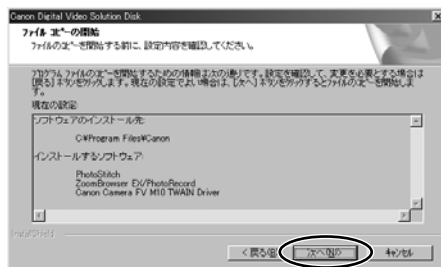 Canon Digital Video Solution Disk
ファイル コピーの開始
ファイルのコピーを開始する前に、設定内容を確認してください。
プログラム ファイルのコピーを開始するための情報は次の通りです。設定を確認して、変更を必要とする場合は
[戻る] ボタンをクリックします。現在の設定でよい場合は、[次へ] ボタンをクリックするとファイルのコピーを開始しま
す。
現在の設定:
ソフトウェアのインストール先:
C:¥Program Files¥Canon
インストールするソフトウェア:
PhotoStitch
ZoomBrowser EX/PhotoRecord
Canon Camera FV M10 TWAIN Driver
InstallShield
< 戻る(B)
次へ(N)>
キャンセル